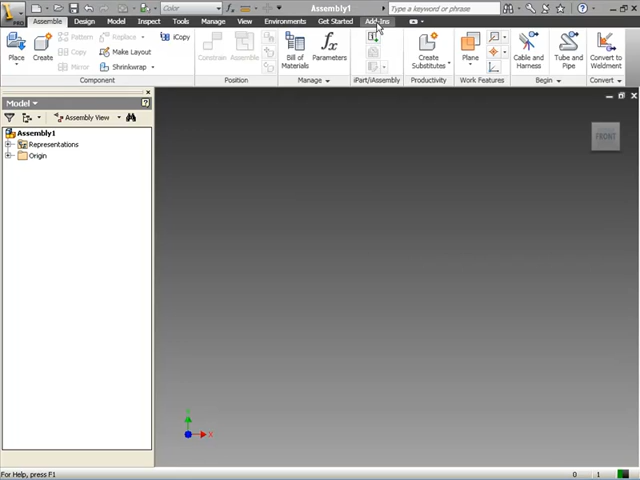 Color
Assembly1
Type a keyword or phrase
PRO
Assemble
Design
Model
Inspect
Tools
Manage
View
Environments
Get Started
Add-Ins
Place
Create
Pattern
Copy
Mirror
Replace
Make Layout
Shrinkwrap
iCopy
Constrain
Assemble
Bill of
Materials
Parameters
Create
Substitutes
Plane
Cable and
Harness
Tube and
Pipe
Convert to
Weldment
Component
Position
Manage
iPart/iAssembly
Productivity
Work Features
Begin
Convert
Model
Assembly View
Assembly1
Representations
Origin
FRONT
X
For Help, press F1
0
1